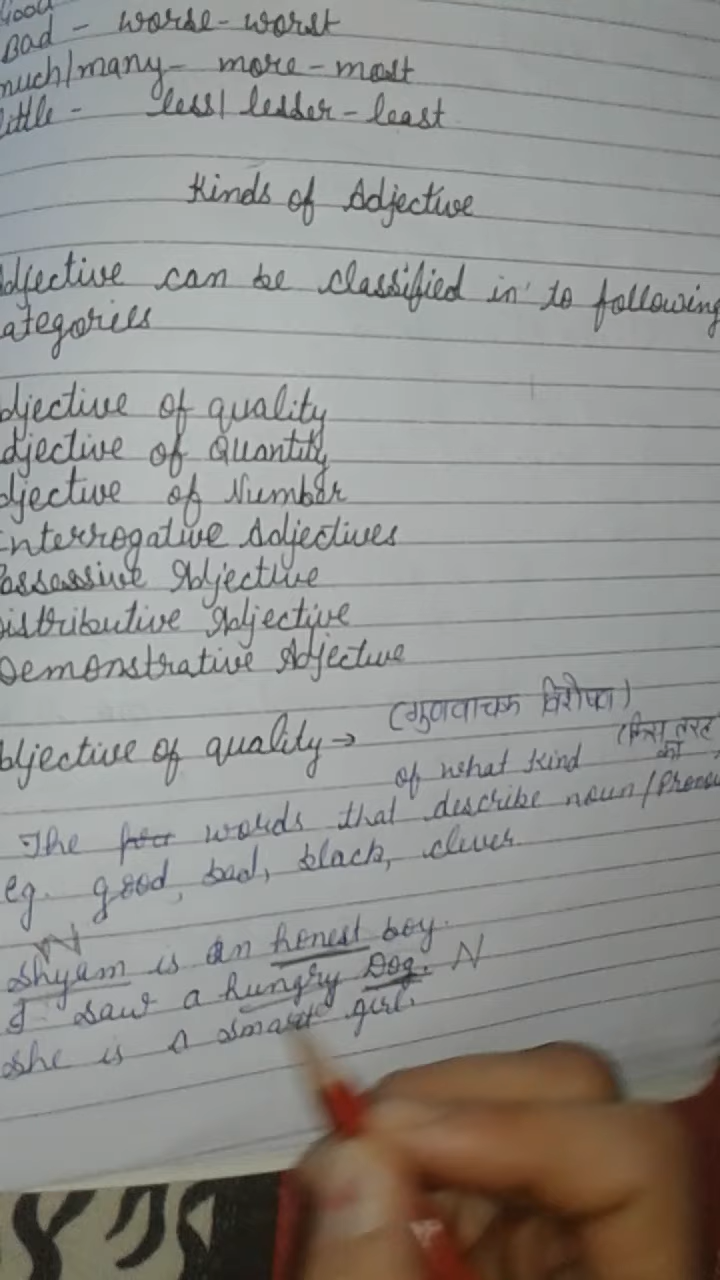 Good
Bad - worse - worst
much/many - more - most
little - less/ lesser - least
Kinds of Adjective
Adjective can be classified in to following
categories
Adjective of quality
Adjective of Quantity
Adjective of Number
Interrogative Adjectives
Possessive Adjective
Distributive Adjective
Demonstrative Adjective
Adjective of quality → (गुणवाचक विशेषण)
of what kind (किस तरह
का
The words that describe noun/Pronoun
eg. good, bad, black, clever
N
Shyam is an honest boy.
I saw a hungry Dog. N
She is a smart girl.